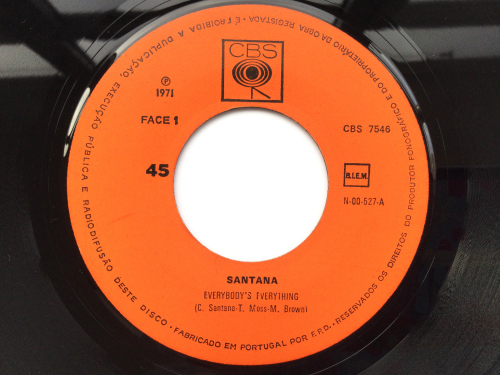 CBS
℗
1971
FACE 1
CBS 7546
45
B.I.E.M.
N-00-527-A
SANTANA
EVERYBODY'S EVERYTHING
(C. Santana-T. Moss-M. Brown)
FABRICADO EM PORTUGAL POR E.P.D. • RESERVADOS OS DIREITOS DO PRODUTOR FONOGRÁFICO E DO PROPRIETÁRIO DA OBRA REGISTADA • É PROIBIDA A DUPLICAÇÃO, EXECUÇÃO PÚBLICA E RADIODIFUSÃO DESTE DISCO •